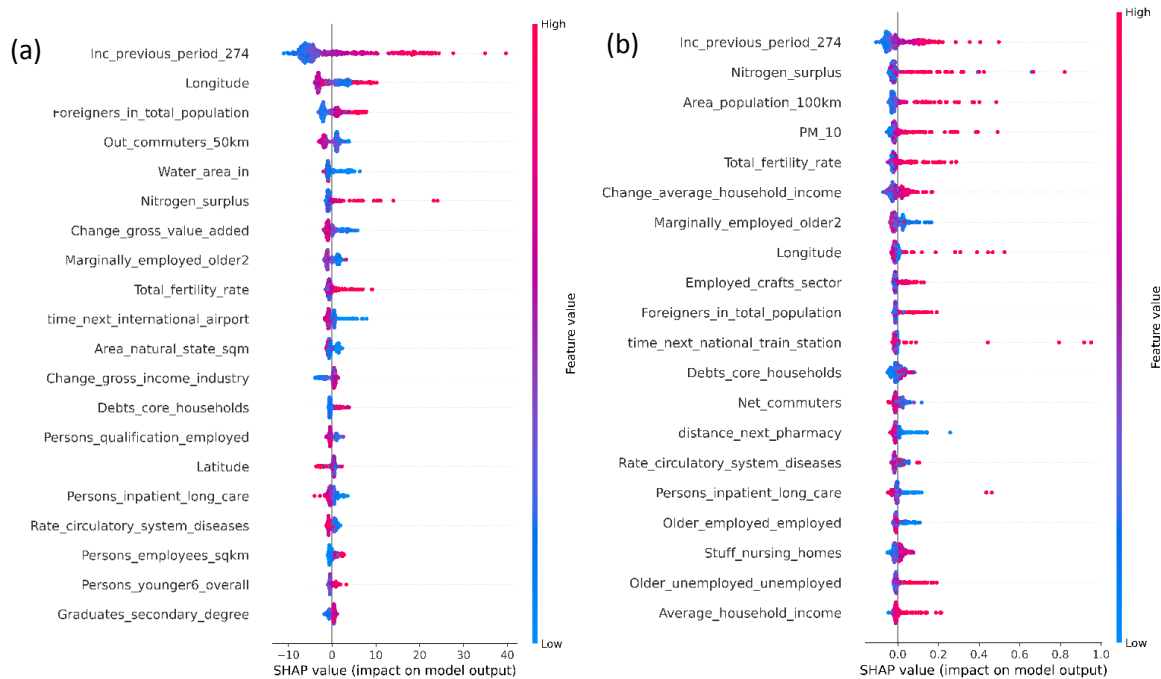 (a)
High
Inc_previous_period_274
Longitude
Foreigners_in_total_population
Out_commuters_50km
Water_area_in
Nitrogen_surplus
Change_gross_value_added
Marginally_employed_older2
Total_fertility_rate
time_next_international_airport
Area_natural_state_sqm
Change_gross_income_industry
Debts_core_households
Persons_qualification_employed
Latitude
Persons_inpatient_long_care
Rate_circulatory_system_diseases
Persons_employees_sqkm
Persons_younger6_overall
Graduates_secondary_degree
Feature value
Low
−10 0 10 20 30 40
SHAP value (impact on model output)
(b)
High
Inc_previous_period_274
Nitrogen_surplus
Area_population_100km
PM_10
Total_fertility_rate
Change_average_household_income
Marginally_employed_older2
Longitude
Employed_crafts_sector
Foreigners_in_total_population
time_next_national_train_station
Debts_core_households
Net_commuters
distance_next_pharmacy
Rate_circulatory_system_diseases
Persons_inpatient_long_care
Older_employed_employed
Stuff_nursing_homes
Older_unemployed_unemployed
Average_household_income
Feature value
Low
0.0 0.2 0.4 0.6 0.8 1.0
SHAP value (impact on model output)